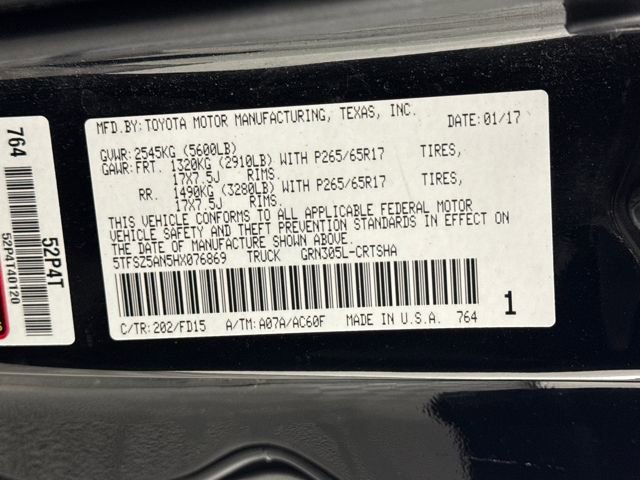 MFD.BY:TOYOTA MOTOR MANUFACTURING, TEXAS, INC.
DATE:01/17
GVWR:2545KG (5600LB)
GAWR:FRT. 1320KG (2910LB) WITH P265/65R17 TIRES,
17X7.5J RIMS.
RR. 1490KG (3280LB) WITH P265/65R17 TIRES,
17X7.5J RIMS.
THIS VEHICLE CONFORMS TO ALL APPLICABLE FEDERAL MOTOR
VEHICLE SAFETY AND THEFT PREVENTION STANDARDS IN EFFECT ON
THE DATE OF MANUFACTURE SHOWN ABOVE.
5TFSZ5AN5HX076869 TRUCK GRN305L-CRTSHA
C/TR:202/FD15 A/TM:A07A/AC60F MADE IN U.S.A. 764
1
764
52P4T
52P4T40120